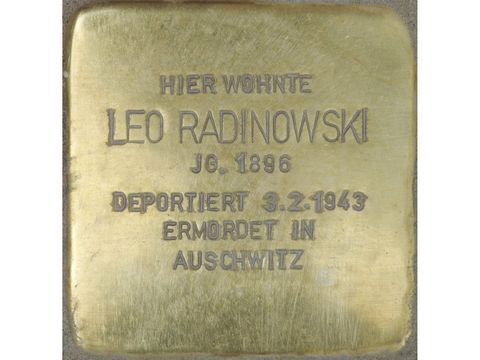 HIER WOHNTE
LEO RADINOWSKI
JG. 1896
DEPORTIERT 3.2.1943
ERMORDET IN
AUSCHWITZ